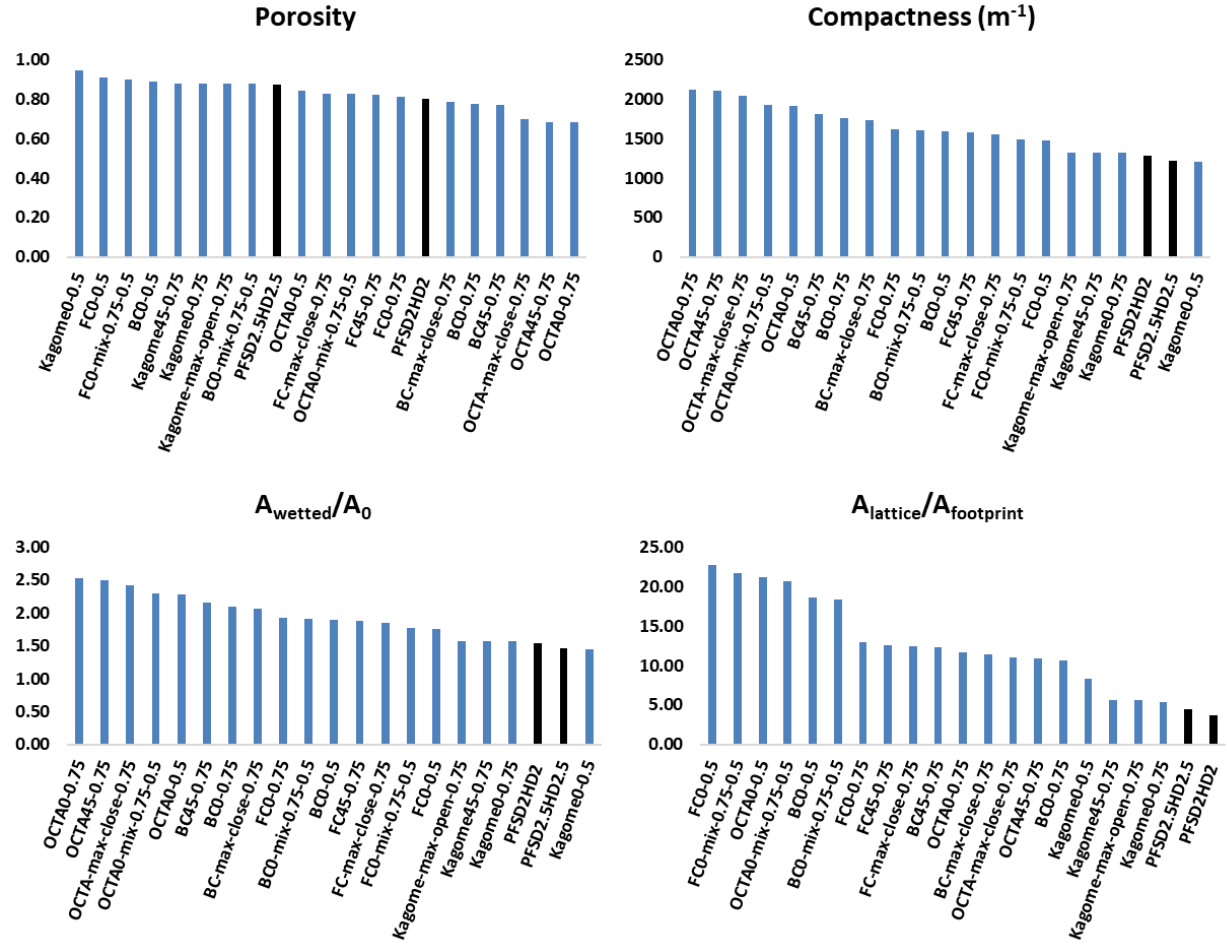 Porosity
1.00
0.80
0.60
0.40
0.20
0.00
Kagome0-0.5
FC0-0.5
FC0-mix-0.75-0.5
BC0-0.5
Kagome45-0.75
Kagome0-0.75
Kagome-max-open-0.75
BC0-mix-0.75-0.5
PFSD2.5HD2.5
OCTA0-0.5
FC-max-close-0.75
OCTA0-mix-0.75-0.5
FC45-0.75
FC0-0.75
PFSD2HD2
BC-max-close-0.75
BC0-0.75
BC45-0.75
OCTA-max-close-0.75
OCTA45-0.75
OCTA0-0.75
Compactness (m-1)
2500
2000
1500
1000
500
0
OCTA0-0.75
OCTA45-0.75
OCTA-max-close-0.75
OCTA0-mix-0.75-0.5
OCTA0-0.5
BC45-0.75
BC0-0.75
BC-max-close-0.75
FC0-0.75
BC0-mix-0.75-0.5
BC0-0.5
FC45-0.75
FC-max-close-0.75
FC0-mix-0.75-0.5
FC0-0.5
Kagome-max-open-0.75
Kagome45-0.75
Kagome0-0.75
PFSD2HD2
PFSD2.5HD2.5
Kagome0-0.5
Awetted/A0
3.00
2.50
2.00
1.50
1.00
0.50
0.00
OCTA0-0.75
OCTA45-0.75
OCTA-max-close-0.75
OCTA0-mix-0.75-0.5
OCTA0-0.5
BC45-0.75
BC0-0.75
BC-max-close-0.75
FC0-0.75
BC0-mix-0.75-0.5
BC0-0.5
FC45-0.75
FC-max-close-0.75
FC0-mix-0.75-0.5
FC0-0.5
Kagome-max-open-0.75
Kagome45-0.75
Kagome0-0.75
PFSD2HD2
PFSD2.5HD2.5
Kagome0-0.5
Alattice/Afootprint
25.00
20.00
15.00
10.00
5.00
0.00
FC0-0.5
FC0-mix-0.75-0.5
OCTA0-0.5
OCTA0-mix-0.75-0.5
BC0-0.5
BC0-mix-0.75-0.5
FC0-0.75
FC45-0.75
FC-max-close-0.75
BC45-0.75
OCTA0-0.75
BC-max-close-0.75
OCTA-max-close-0.75
OCTA45-0.75
BC0-0.75
Kagome0-0.5
Kagome45-0.75
Kagome-max-open-0.75
Kagome0-0.75
PFSD2.5HD2.5
PFSD2HD2